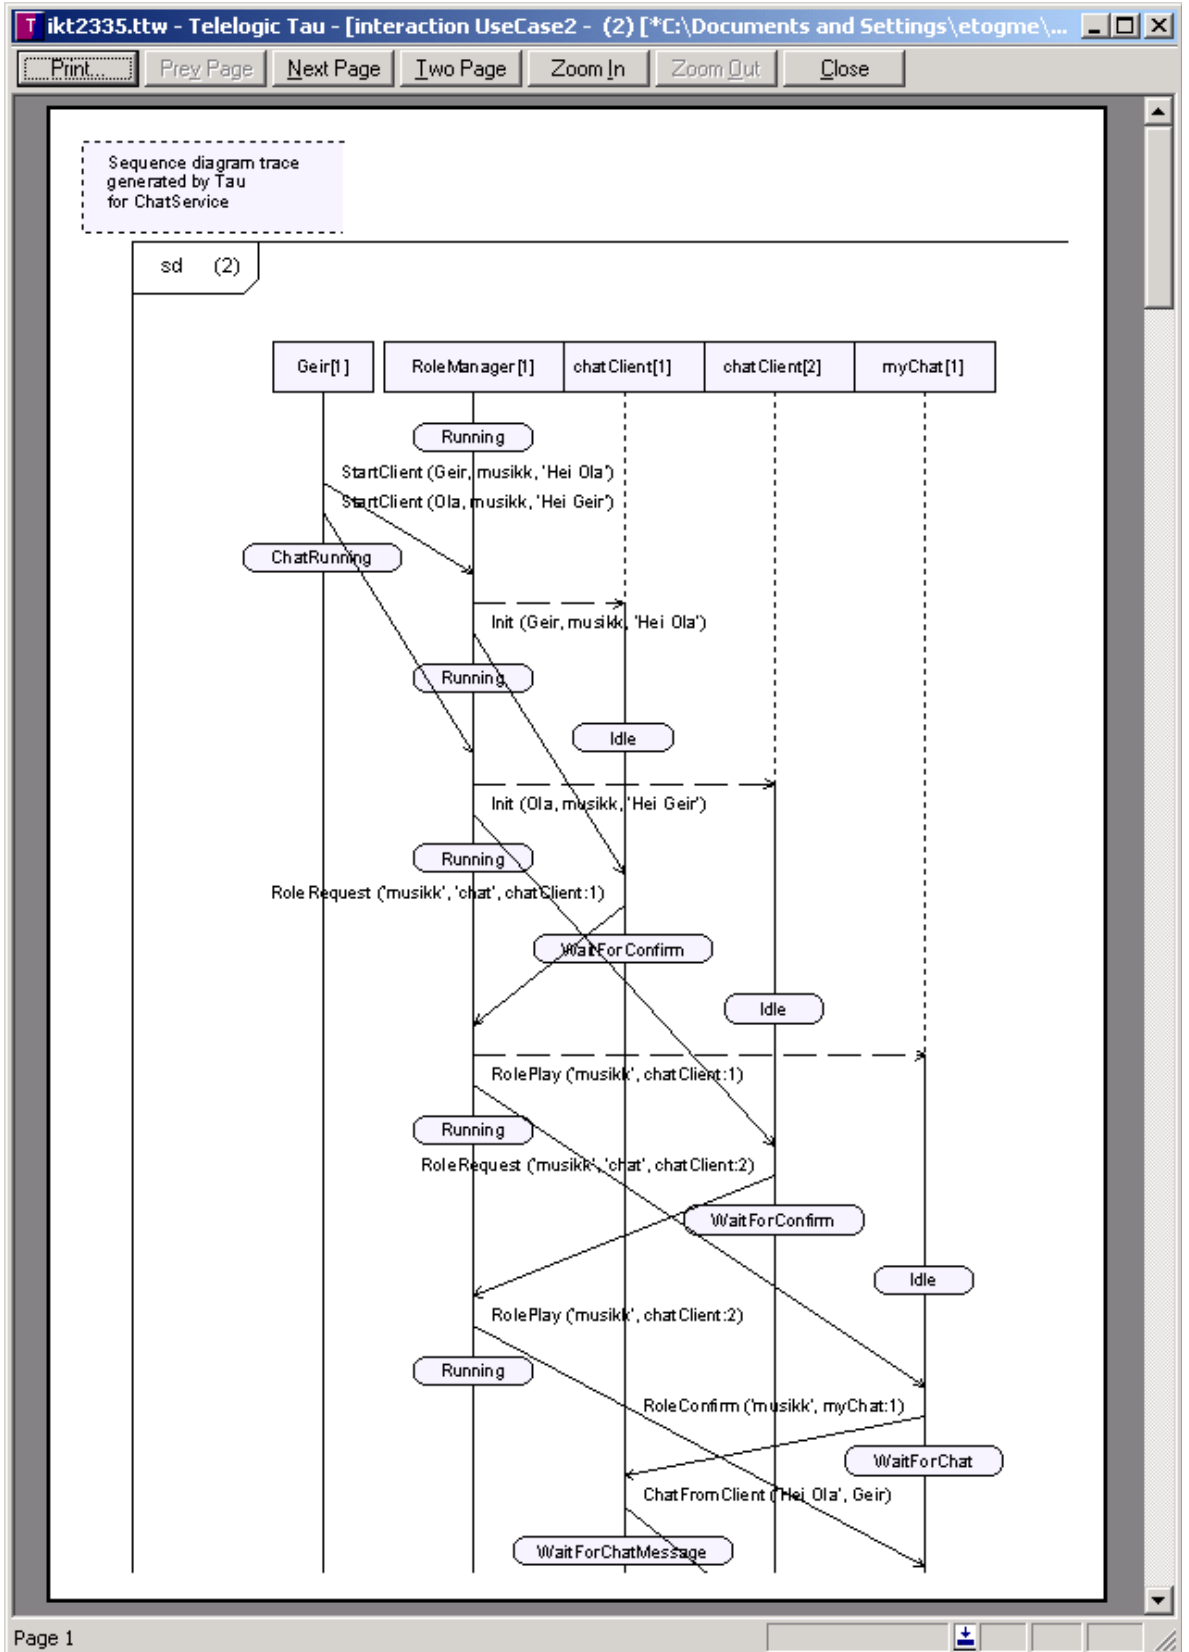 ikt2335.ttw - Telelogic Tau - [interaction UseCase2 - (2) [*C:\Documents and Settings\etogme\...
Print... Prev Page Next Page Two Page Zoom In Zoom Out Close
Sequence diagram trace
generated by Tau
for ChatService
sd (2)
Geir[1] RoleManager[1] chatClient[1] chatClient[2] myChat[1]
Running
StartClient (Geir, musikk, 'Hei Ola')
StartClient (Ola, musikk, 'Hei Geir')
ChatRunning
Init (Geir, musikk, 'Hei Ola')
Running
Idle
Init (Ola, musikk, 'Hei Geir')
Running
RoleRequest ('musikk', 'chat', chatClient:1)
WaitForConfirm
Idle
RolePlay ('musikk', chatClient:1)
Running
RoleRequest ('musikk', 'chat', chatClient:2)
WaitForConfirm
Idle
RolePlay ('musikk', chatClient:2)
Running
RoleConfirm ('musikk', myChat:1)
WaitForChat
ChatFromClient ('Hei Ola', Geir)
WaitForChatMessage
Page 1